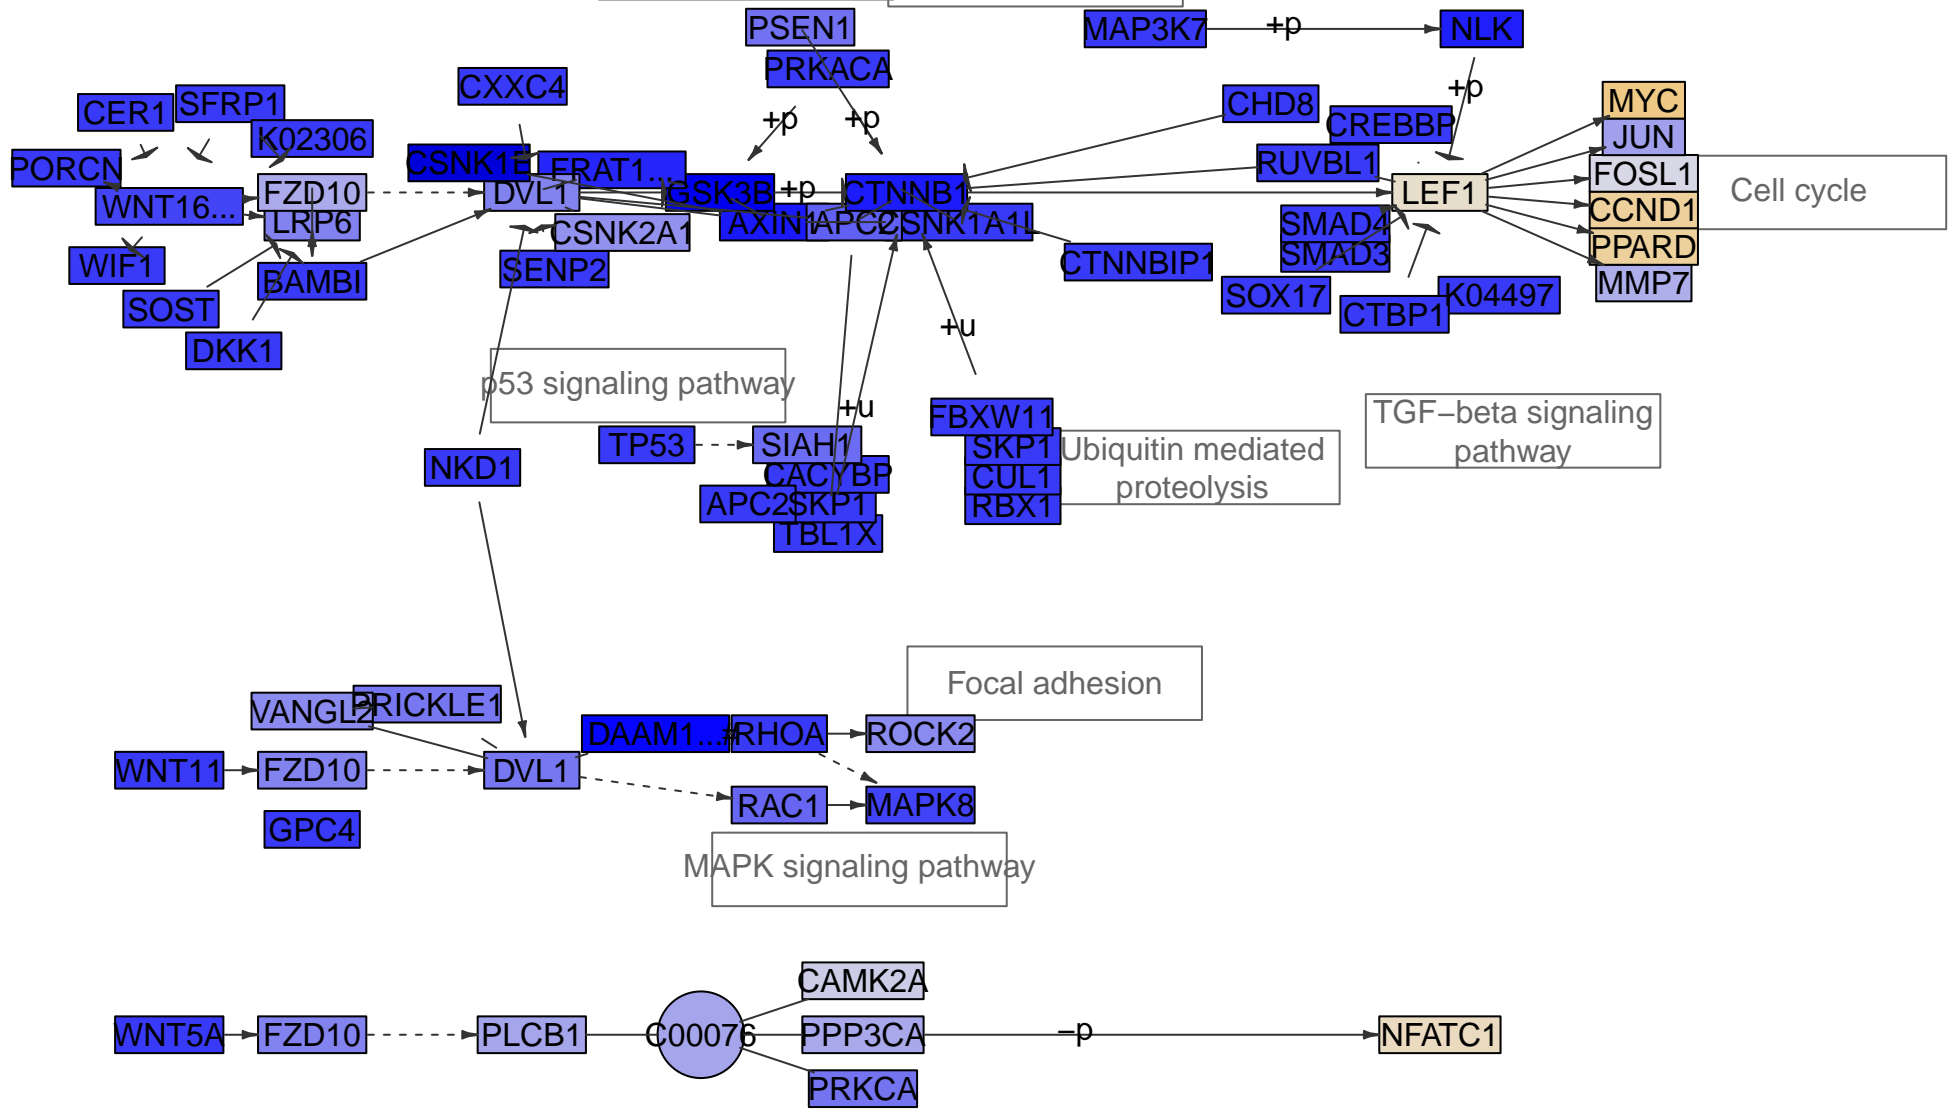 PSEN1
MAP3K7
+p
NLK
PRKACA
CXXC4
CER1
SFRP1
K02306
+p
+p
CHD8
CREBBP
+p
MYC
JUN
PORCN
CSNK1E
FRAT1...
RUVBL1
FOSL1
WNT16...
FZD10
DVL1
GSK3B
+p
CTNNB1
LEF1
Cell cycle
LRP6
CSNK2A1
AXIN1
APC2
CSNK1A1L
SMAD4
CCND1
SMAD3
PPARD
WIF1
BAMBI
SENP2
CTNNBIP1
MMP7
SOST
SOX17
K04497
CTBP1
DKK1
+u
p53 signaling pathway
+u
FBXW11
TGF−beta signaling
pathway
TP53
SIAH1
SKP1
Ubiquitin mediated
proteolysis
NKD1
CACYBP
CUL1
APC2
SKP1
RBX1
TBL1X
Focal adhesion
VANGL2
PRICKLE1
DAAM1...
RHOA
ROCK2
WNT11
FZD10
DVL1
RAC1
MAPK8
GPC4
MAPK signaling pathway
CAMK2A
WNT5A
FZD10
PLCB1
C00076
PPP3CA
−p
NFATC1
PRKCA